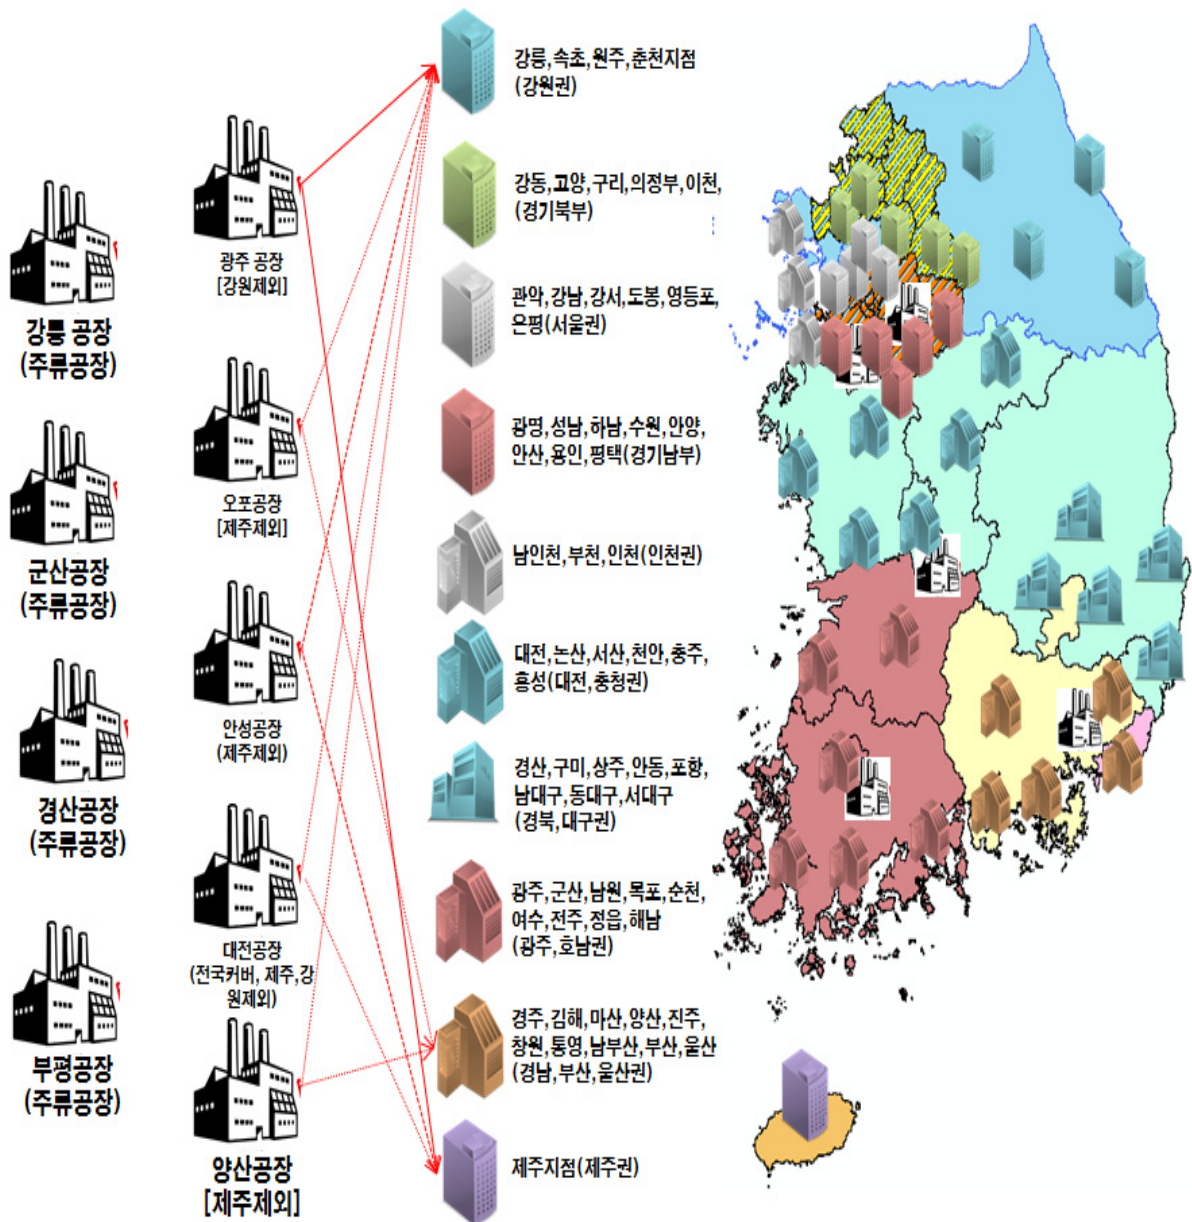 강릉 공장
(주류공장)
군산공장
(주류공장)
경산공장
(주류공장)
부평공장
(주류공장)
광주 공장
[강원제외]
오포공장
[제주제외]
안성공장
(제주제외)
대전공장
(전국커버, 제주,강
원제외)
양산공장
[제주제외]
강릉,속초,원주,춘천지점
(강원권)
강동,고양,구리,의정부,이천,
(경기북부)
관악,강남,강서,도봉,영등포,
은평(서울권)
광명,성남,하남,수원,안양,
안산,용인,평택(경기남부)
남인천,부천,인천(인천권)
대전,논산,서산,천안,충주,
홍성(대전,충청권)
경산,구미,상주,안동,포항,
남대구,동대구,서대구
(경북,대구권)
광주,군산,남원,목포,순천,
여수,전주,정읍,해남
(광주,호남권)
경주,김해,마산,양산,진주,
창원,통영,남부산,부산,울산
(경남,부산,울산권)
제주지점(제주권)